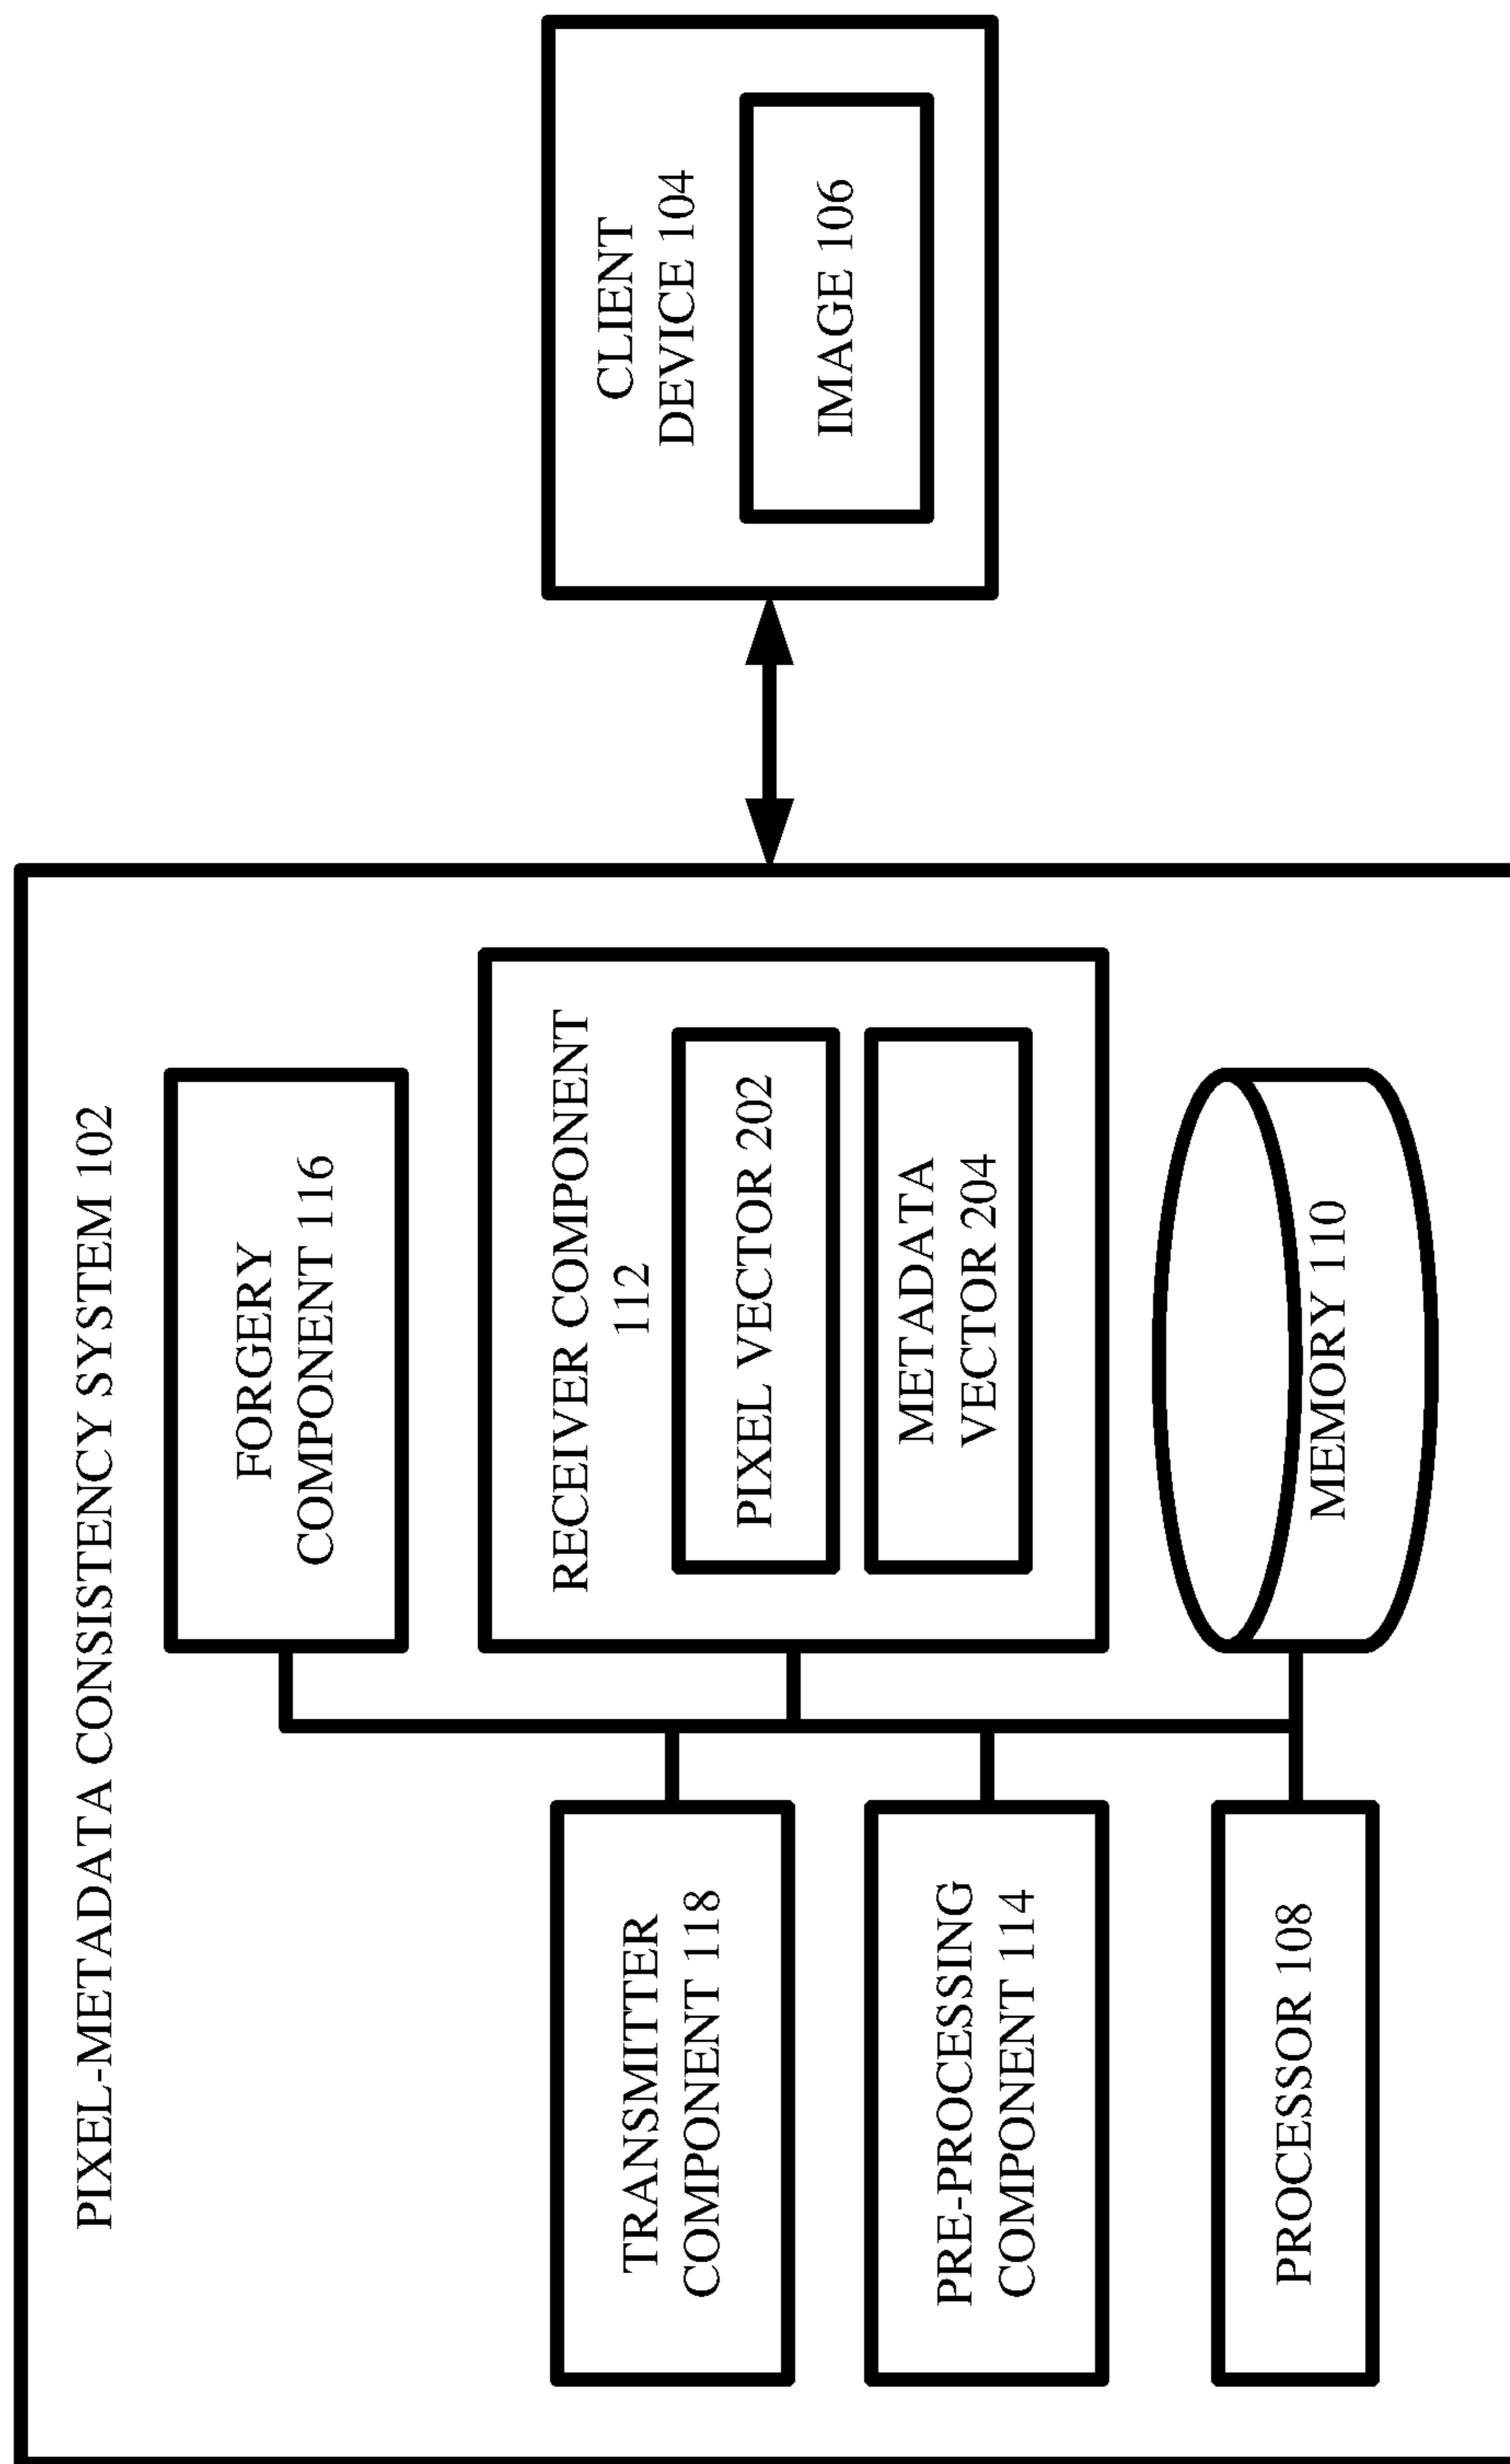 PIXEL-METADATA CONSISTENCY SYSTEM 102
TRANSMITTER
COMPONENT 118
PRE-PROCESSING
COMPONENT 114
PROCESSOR 108
FORGERY
COMPONENT 116
RECEIVER COMPONENT
112
PIXEL VECTOR 202
METADATA
VECTOR 204
MEMORY 110
CLIENT
DEVICE 104
IMAGE 106